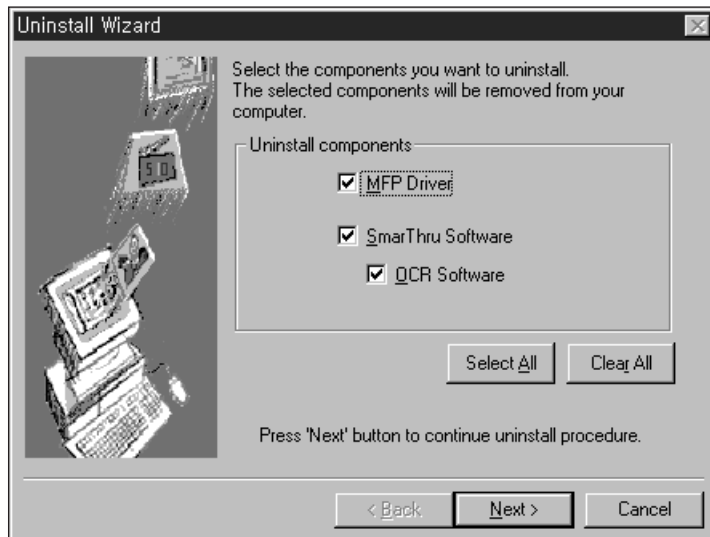 Uninstall Wizard
Select the components you want to uninstall.
The selected components will be removed from your
computer.
Uninstall components
MFP Driver
SmarThru Software
OCR Software
Select All
Clear All
Press 'Next' button to continue uninstall procedure.
< Back
Next >
Cancel